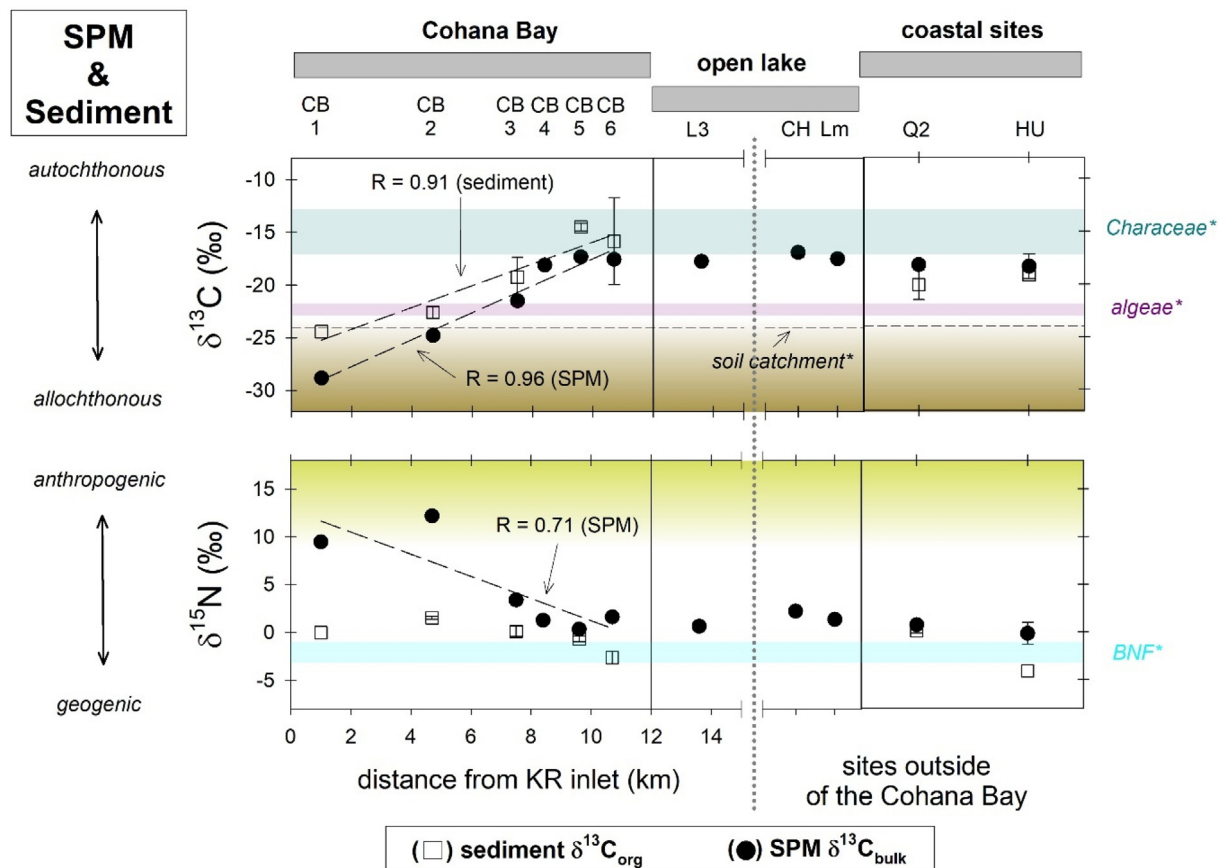 SPM
&
Sediment
Cohana Bay
open lake
coastal sites
CB
1
CB
2
CB
3
CB
4
CB
5
CB
6
L3
CH
Lm
Q2
HU
autochthonous
allochthonous
δ¹³C (‰)
-10
-15
-20
-25
-30
R = 0.91 (sediment)
R = 0.96 (SPM)
soil catchment*
Characeae*
algeae*
anthropogenic
geogenic
δ¹⁵N (‰)
15
10
5
0
-5
R = 0.71 (SPM)
BNF*
0 2 4 6 8 10 12 14
distance from KR inlet (km)
sites outside
of the Cohana Bay
(□) sediment δ¹³Corg (●) SPM δ¹³Cbulk